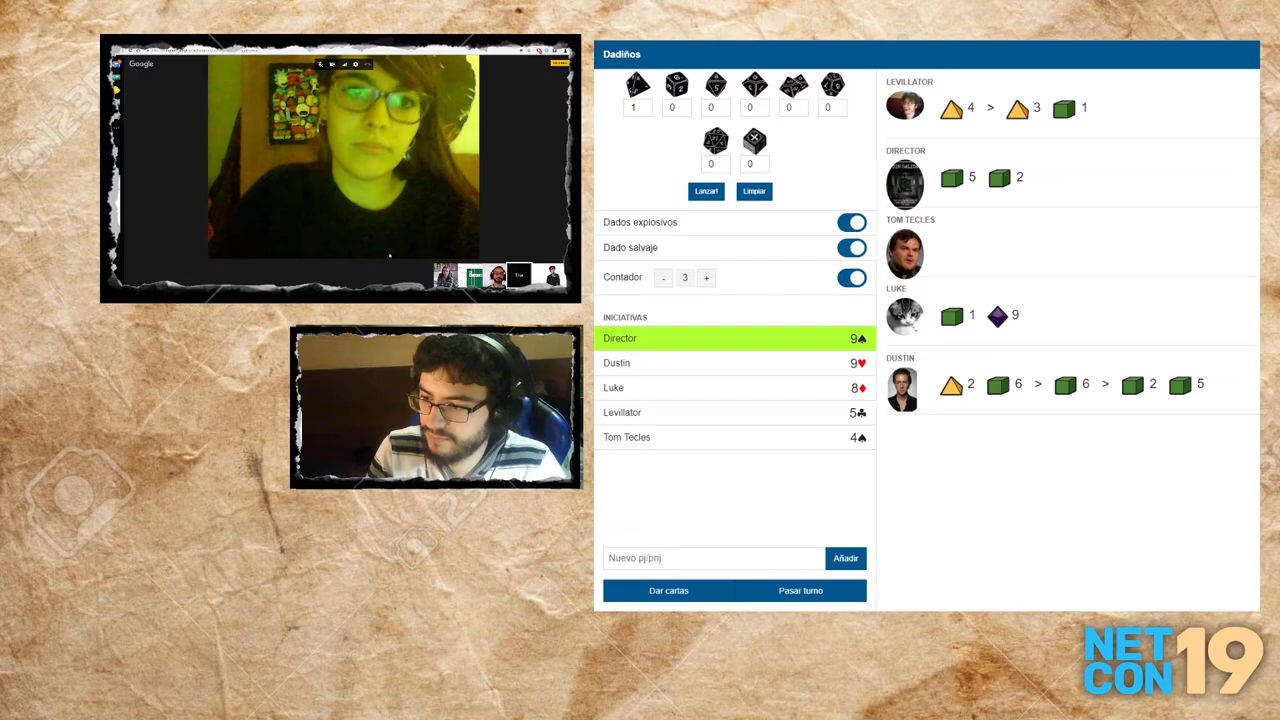 Google
Thai
Dadiños
1 0 0 0 0 0
0 0
Lanzar!
Limpiar
Dados explosivos
Dado salvaje
Contador - 3 +
INICIATIVAS
Director 9♠
Dustin 9♥
Luke 8♦
Levillator 5♣
Tom Tecles 4♠
Nuevo pj/pnj
Añadir
Dar cartas
Pasar turno
LEVILLATOR
4 > 3 1
DIRECTOR
5 2
TOM TECLES
LUKE
1 9
DUSTIN
2 6 > 6 > 2 5
NET
CON 19